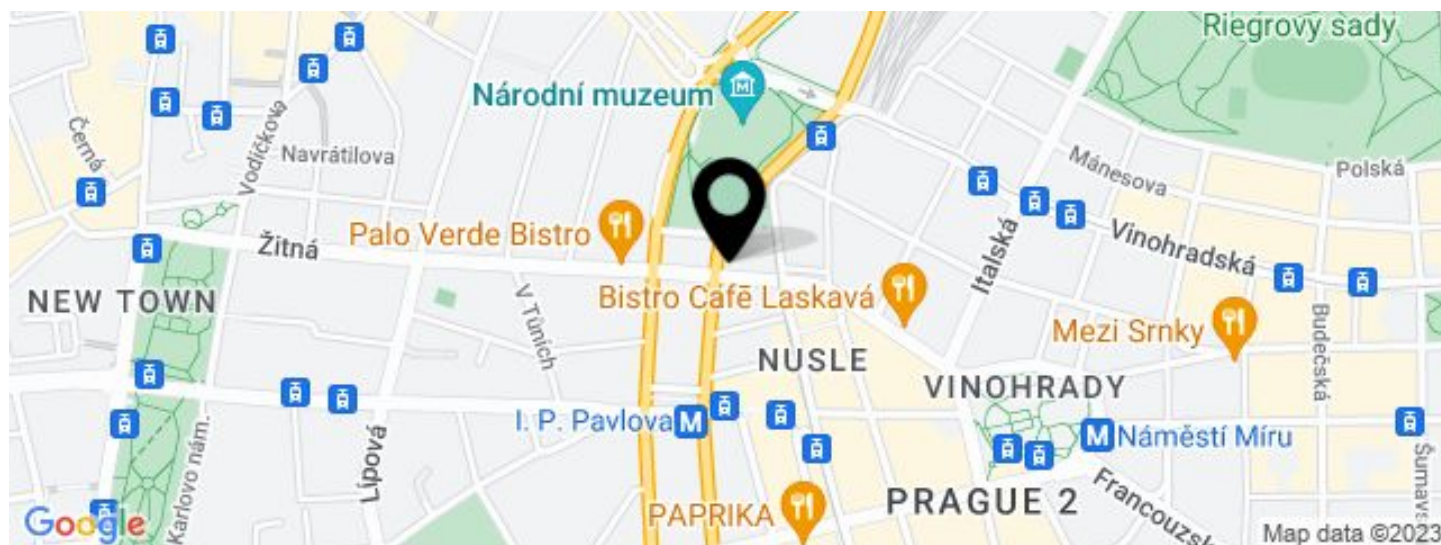 Riegrovy sady
Národní muzeum
Černá
Vodičkova
Navrátilova
Mánesova
Polská
Palo Verde Bistro
Žitná
Italská
Vinohradská
NEW TOWN
V Tůních
Bistro Café Laskavá
Mezi Srnky
Budečská
NUSLE
VINOHRADY
I. P. Pavlova
M
M
Náměstí Míru
Lípová
Karlovo nám.
PAPRIKA
PRAGUE 2
Francouzsk
Šumavs
Google
Map data ©2023